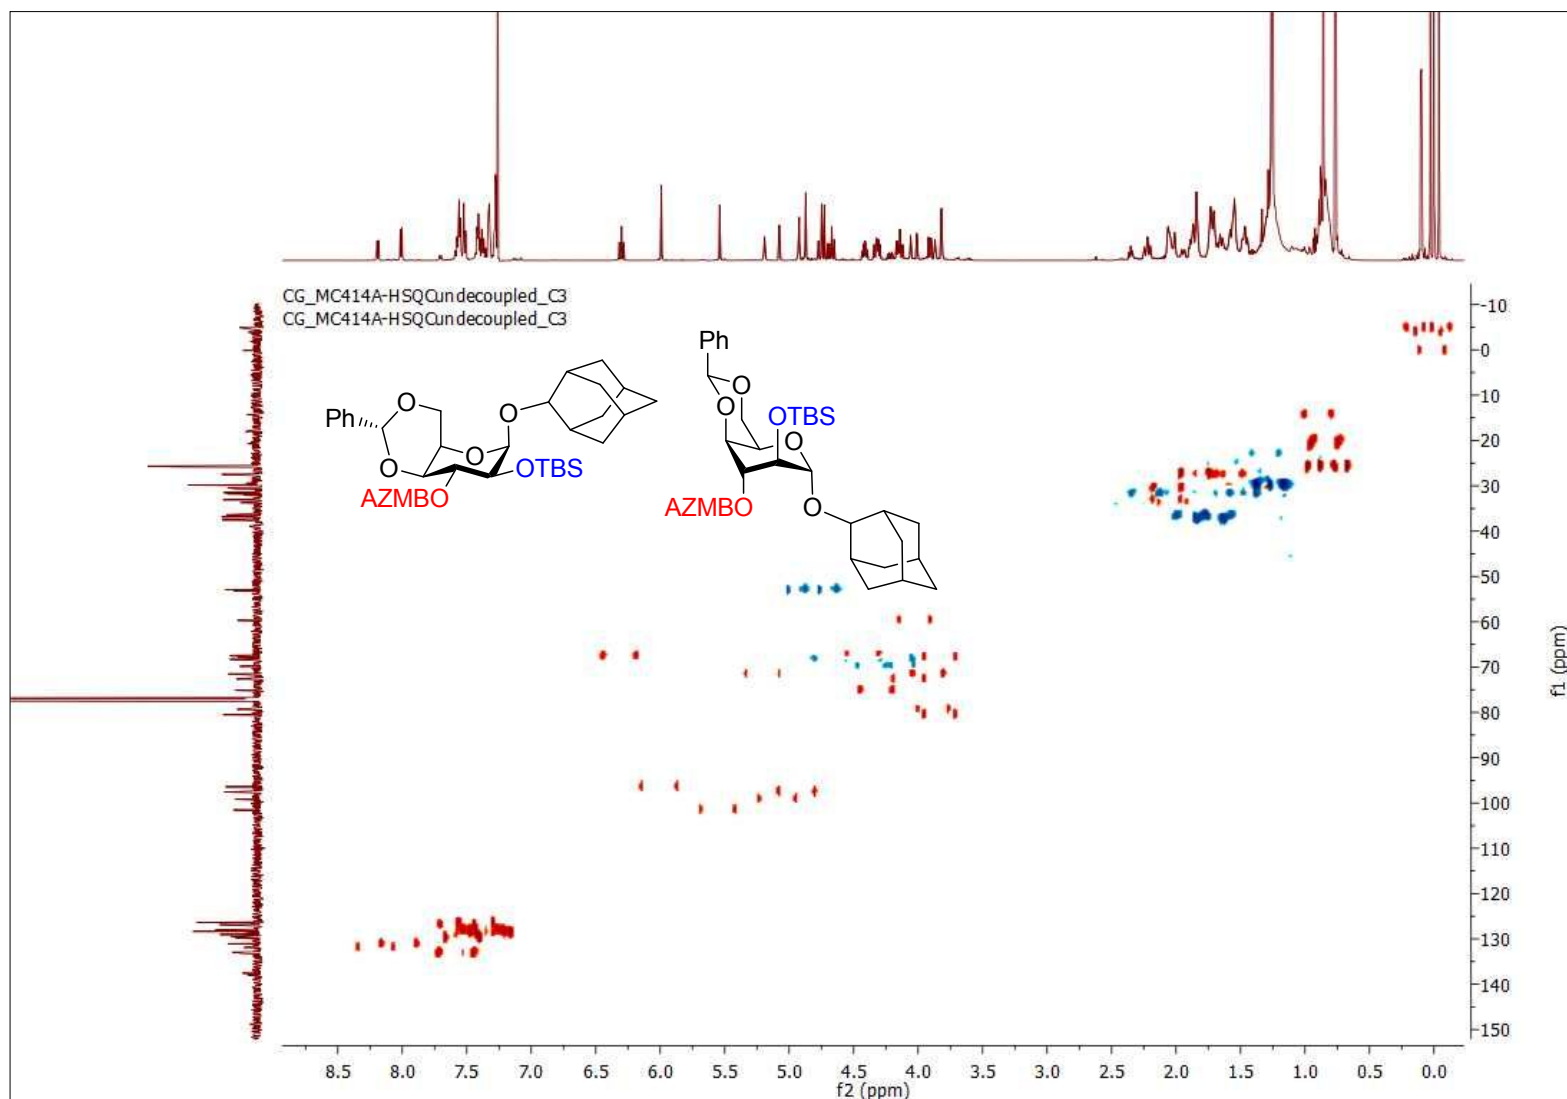 CG_MC414A-HSQCundecoupled_C3
CG_MC414A-HSQCundecoupled_C3
Ph
O
O
O
O
Ph
OTBS
AZMBO
O
O
OTBS
O
AZMBO
O
-10
0
10
20
30
40
50
60
70
80
90
100
110
120
130
140
150
f1 (ppm)
8.5 8.0 7.5 7.0 6.5 6.0 5.5 5.0 4.5 4.0 3.5 3.0 2.5 2.0 1.5 1.0 0.5 0.0
f2 (ppm)